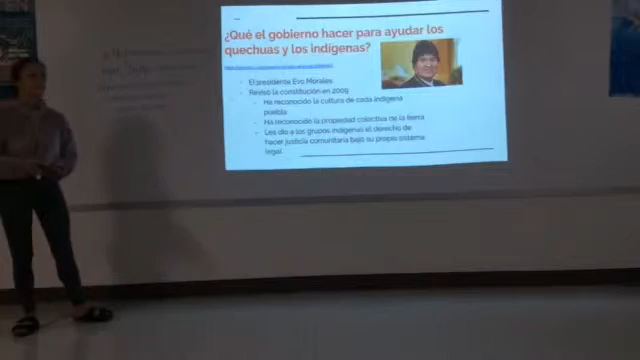 ¿Qué el gobierno hacer para ayudar los
quechuas y los indígenas?
- El presidente Evo Morales
- Revisó la constitución en 2009
- Ha reconocido la cultura de cada indígena
puebla
- Ha reconocido la propiedad colectiva de la tierra
- Les dio a los grupos indígenas el derecho de
hacer justicia comunitaria bajo su propio sistema
legal.